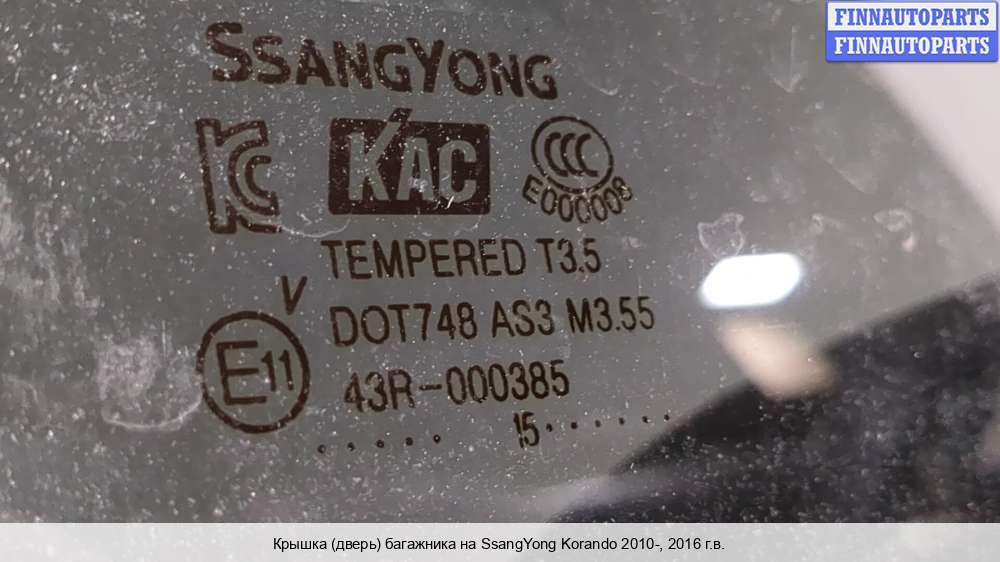 FINNAUTOPARTS
FINNAUTOPARTS
SSANGYONG
KC KAC CCC
E000008
TEMPERED T3.5
V
DOT748 AS3 M3.55
E11
43R-000385
..... 15.......
Крышка (дверь) багажника на SsangYong Korando 2010-, 2016 г.в.